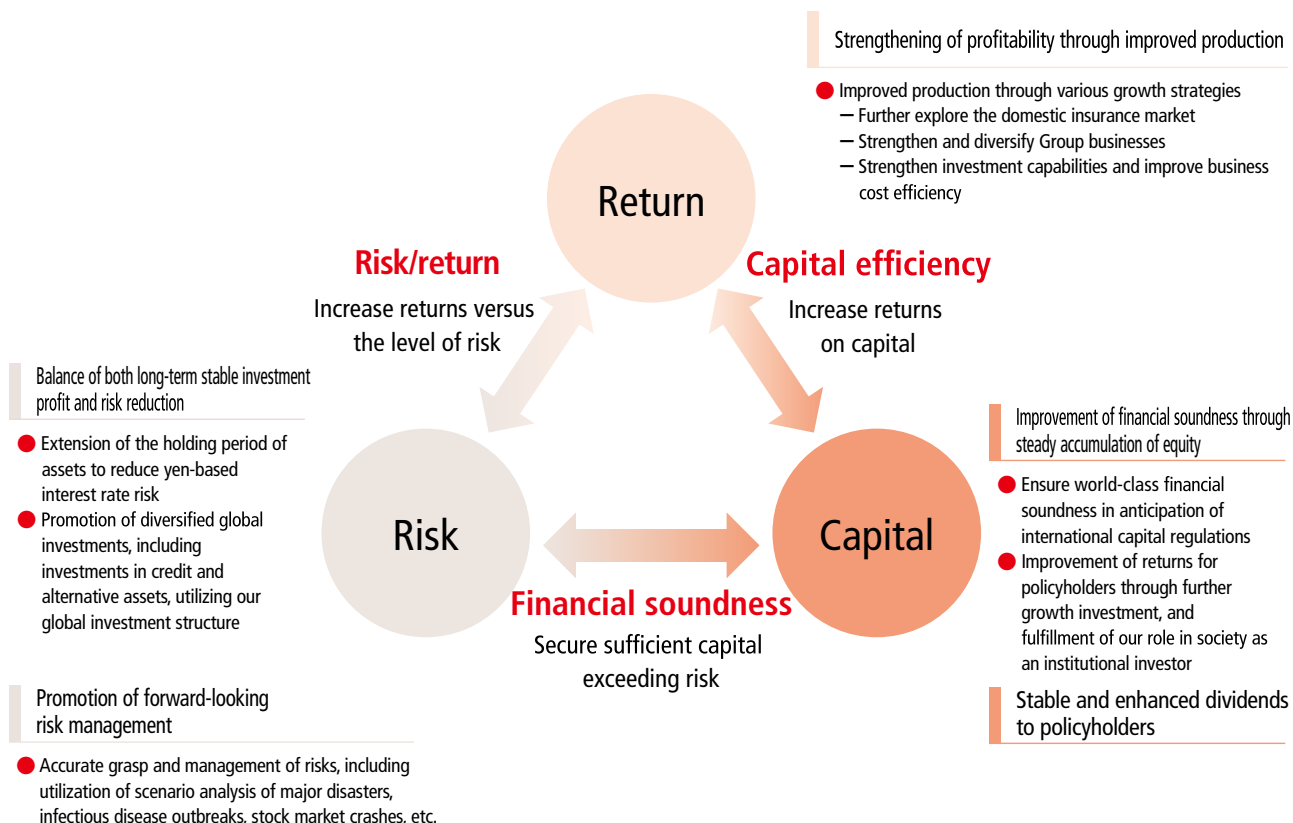 Strengthening of profitability through improved production
● Improved production through various growth strategies
— Further explore the domestic insurance market
— Strengthen and diversify Group businesses
— Strengthen investment capabilities and improve business
cost efficiency
Return
Risk/return
Increase returns versus
the level of risk
Capital efficiency
Increase returns
on capital
Balance of both long-term stable investment
profit and risk reduction
● Extension of the holding period of
assets to reduce yen-based
interest rate risk
● Promotion of diversified global
investments, including
investments in credit and
alternative assets, utilizing our
global investment structure
Risk
Capital
Financial soundness
Secure sufficient capital
exceeding risk
Improvement of financial soundness through
steady accumulation of equity
● Ensure world-class financial
soundness in anticipation of
international capital regulations
● Improvement of returns for
policyholders through further
growth investment, and
fulfillment of our role in society as
an institutional investor
Promotion of forward-looking
risk management
● Accurate grasp and management of risks, including
utilization of scenario analysis of major disasters,
infectious disease outbreaks, stock market crashes, etc.
Stable and enhanced dividends
to policyholders